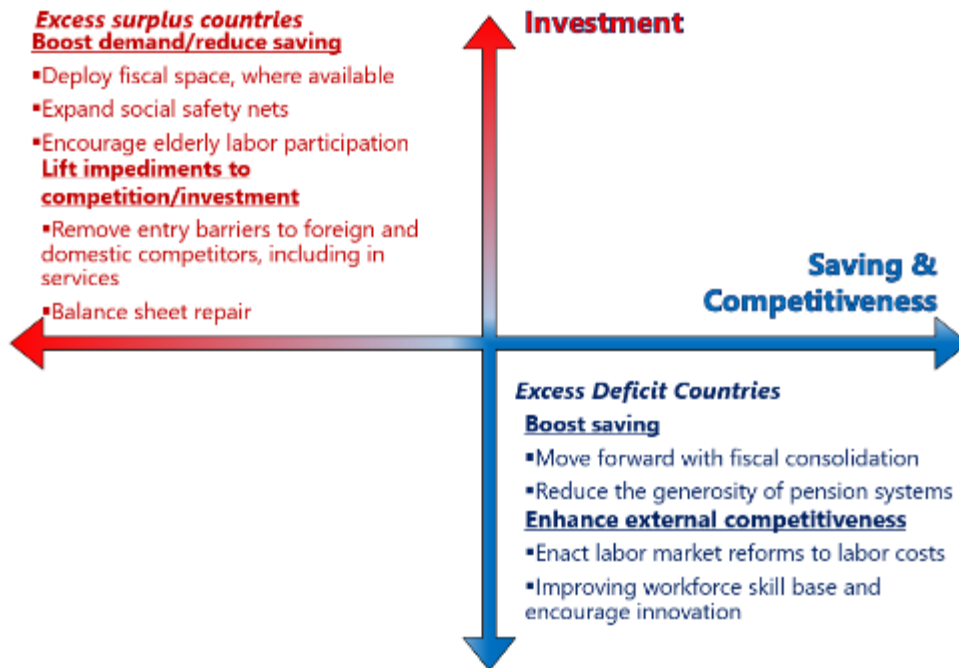 Excess surplus countries
Boost demand/reduce saving
▪Deploy fiscal space, where available
▪Expand social safety nets
▪Encourage elderly labor participation
Lift impediments to
competition/investment
▪Remove entry barriers to foreign and
domestic competitors, including in
services
▪Balance sheet repair
Investment
Saving &
Competitiveness
Excess Deficit Countries
Boost saving
▪Move forward with fiscal consolidation
▪Reduce the generosity of pension systems
Enhance external competitiveness
▪Enact labor market reforms to labor costs
▪Improving workforce skill base and
encourage innovation